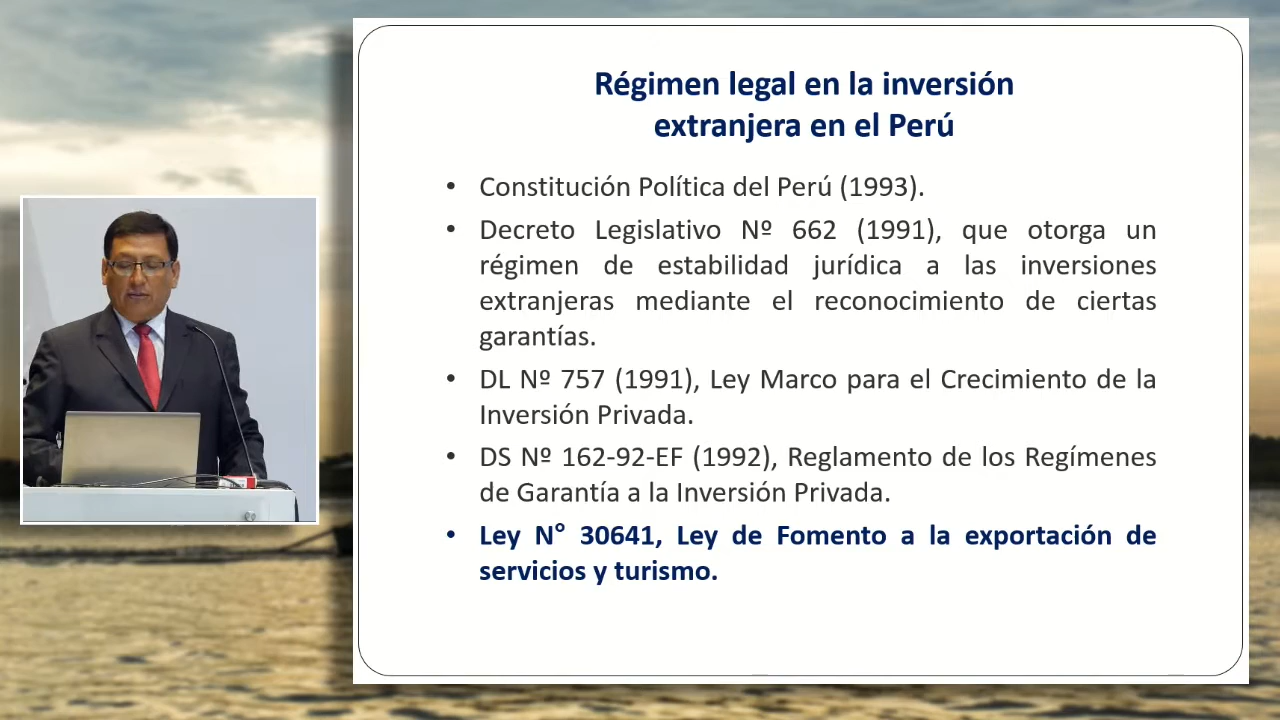 Régimen legal en la inversión
extranjera en el Perú
• Constitución Política del Perú (1993).
• Decreto Legislativo Nº 662 (1991), que otorga un
régimen de estabilidad jurídica a las inversiones
extranjeras mediante el reconocimiento de ciertas
garantías.
• DL Nº 757 (1991), Ley Marco para el Crecimiento de la
Inversión Privada.
• DS Nº 162-92-EF (1992), Reglamento de los Regímenes
de Garantía a la Inversión Privada.
• Ley N° 30641, Ley de Fomento a la exportación de
servicios y turismo.